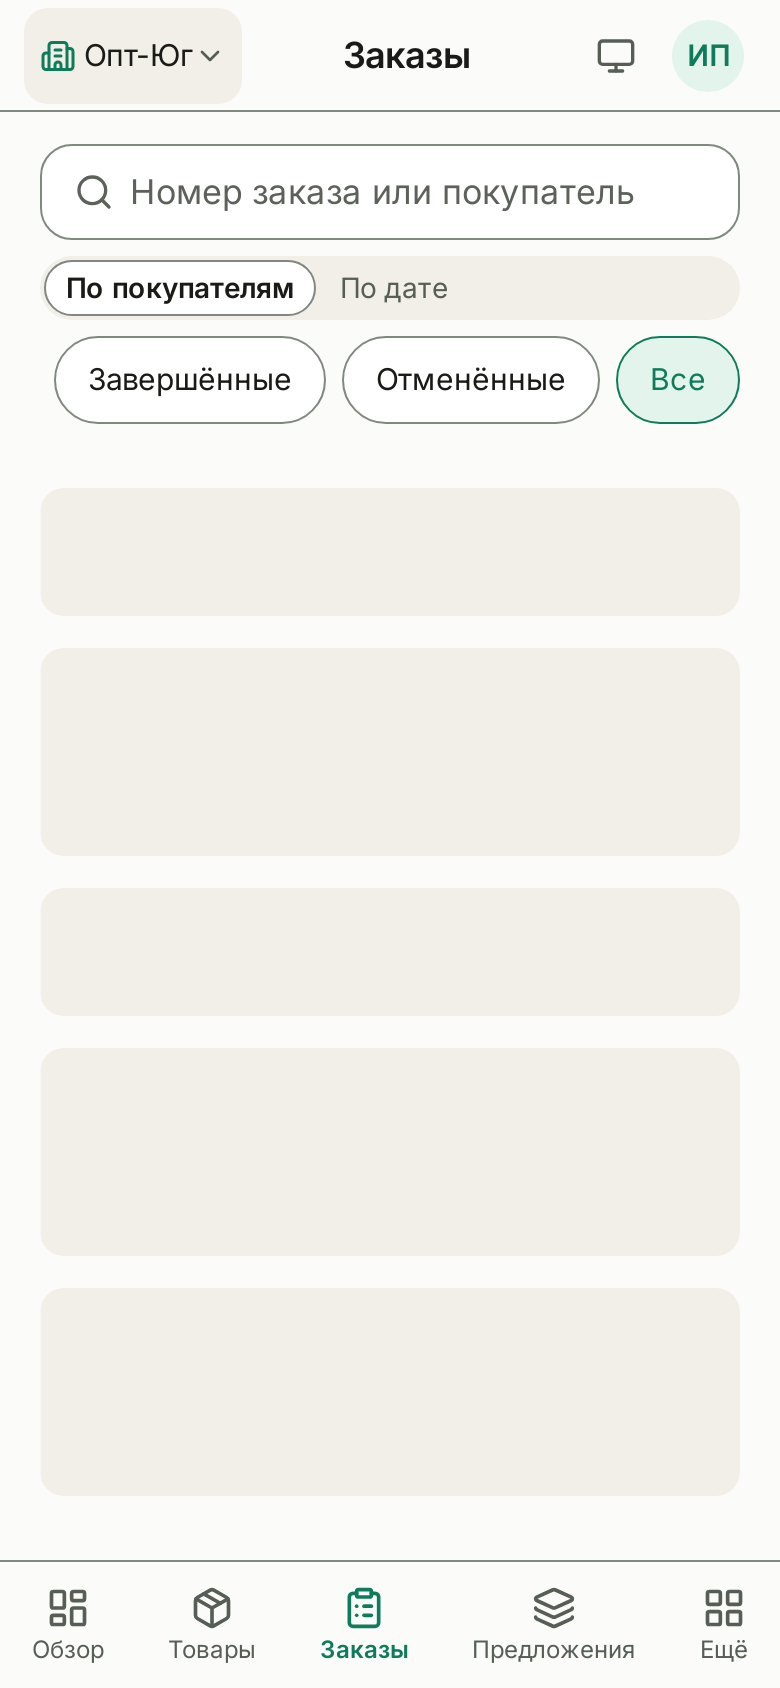 Опт-Юг
Заказы
ИП
Номер заказа или покупатель
По покупателям
По дате
Завершённые
Отменённые
Все
Обзор
Товары
Заказы
Предложения
Ещё